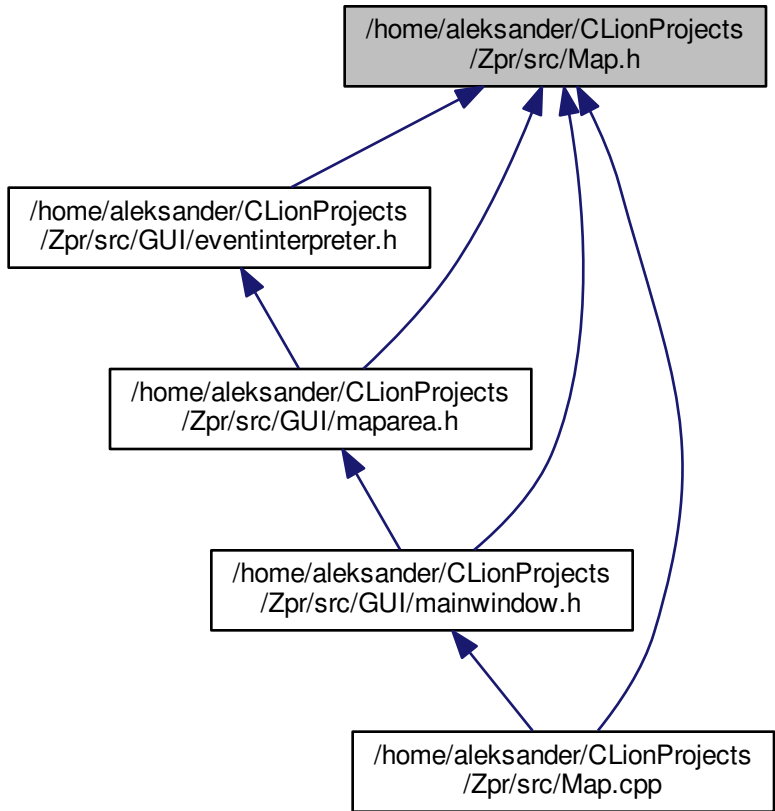 /home/aleksander/CLionProjects
/Zpr/src/Map.h
/home/aleksander/CLionProjects
/Zpr/src/GUI/eventinterpreter.h
/home/aleksander/CLionProjects
/Zpr/src/GUI/maparea.h
/home/aleksander/CLionProjects
/Zpr/src/GUI/mainwindow.h
/home/aleksander/CLionProjects
/Zpr/src/Map.cpp